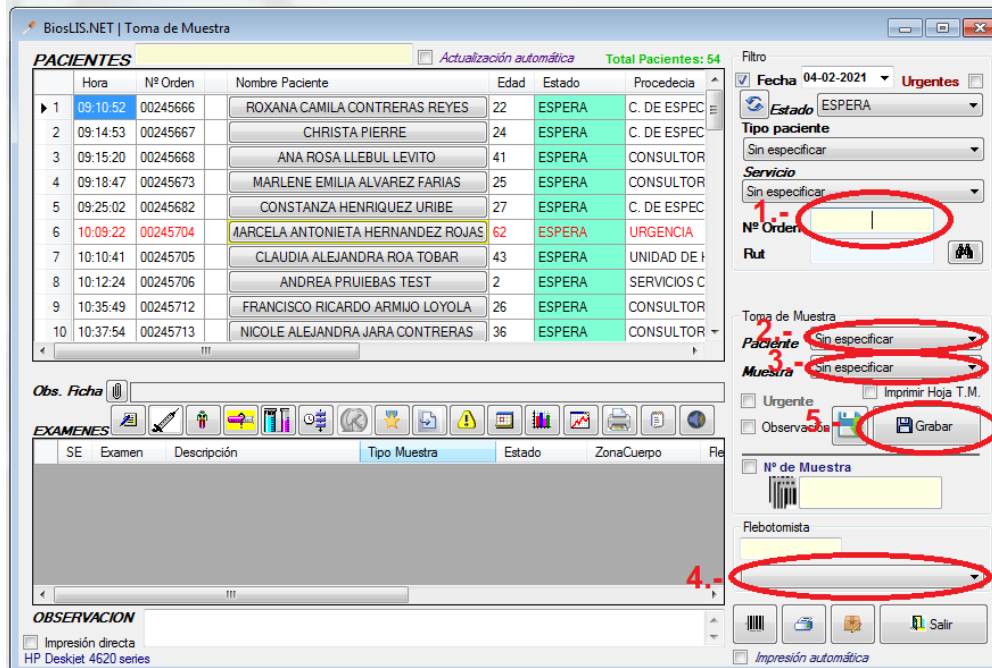 BiosLIS.NET | Toma de Muestra
PACIENTES
Actualización automática
Total Pacientes: 54
Hora Nº Orden Nombre Paciente Edad Estado Procedecia
1 09:10:52 00245666 ROXANA CAMILA CONTRERAS REYES 22 ESPERA C. DE ESPEC
2 09:14:53 00245667 CHRISTA PIERRE 24 ESPERA C. DE ESPEC
3 09:15:20 00245668 ANA ROSA LLEBUL LEVITO 41 ESPERA CONSULTOR
4 09:18:47 00245673 MARLENE EMILIA ALVAREZ FARIAS 25 ESPERA CONSULTOR
5 09:25:02 00245682 CONSTANZA HENRIQUEZ URIBE 27 ESPERA C. DE ESPEC
6 10:09:22 00245704 MARCELA ANTONIETA HERNANDEZ ROJAS 62 ESPERA URGENCIA
7 10:10:41 00245705 CLAUDIA ALEJANDRA ROA TOBAR 43 ESPERA UNIDAD DE H
8 10:12:24 00245706 ANDREA PRUIEBAS TEST 2 ESPERA SERVICIOS C
9 10:35:49 00245712 FRANCISCO RICARDO ARMIJO LOYOLA 26 ESPERA CONSULTOR
10 10:37:54 00245713 NICOLE ALEJANDRA JARA CONTRERAS 36 ESPERA CONSULTOR
Obs. Ficha
EXAMENES
SE Examen Descripción Tipo Muestra Estado ZonaCuerpo Fle
OBSERVACION
Impresión directa
HP Deskjet 4620 series
Filtro
Fecha 04-02-2021 Urgentes
Estado ESPERA
Tipo paciente
Sin especificar
Servicio
Sin especificar
1.-
Nº Orden
Rut
Toma de Muestra
2.-
Paciente Sin especificar
3.-
Muestra Sin especificar
Imprimir Hoja T.M.
Urgente
Observación 5.- Grabar
Nº de Muestra
Flebotomista
4.-
Salir
Impresión automática